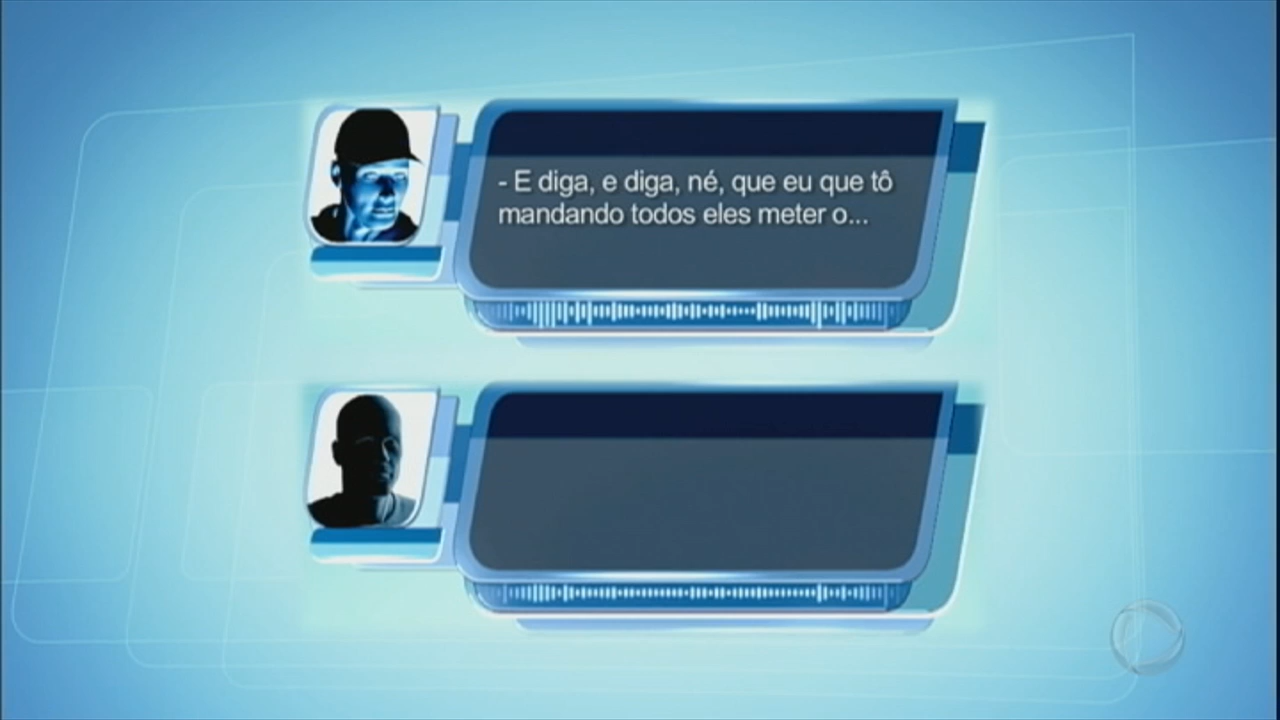 - E diga, e diga, né, que eu que tô
mandando todos eles meter o...